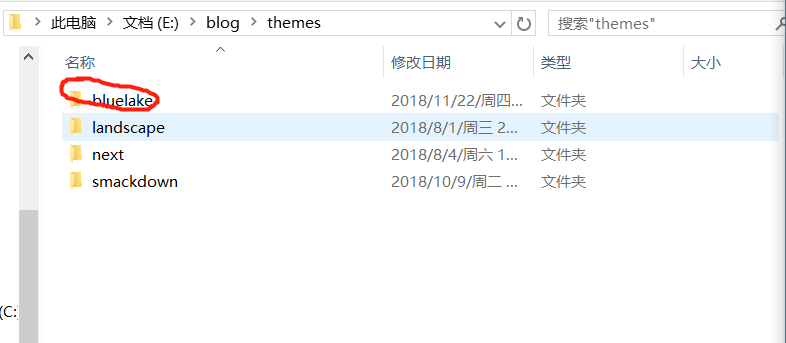 此电脑 > 文档 (E:) > blog > themes
搜索"themes"
名称 修改日期 类型 大小
bluelake 2018/11/22/周四... 文件夹
landscape 2018/8/1/周三 2... 文件夹
next 2018/8/4/周六 1... 文件夹
smackdown 2018/10/9/周二 ... 文件夹
(C: